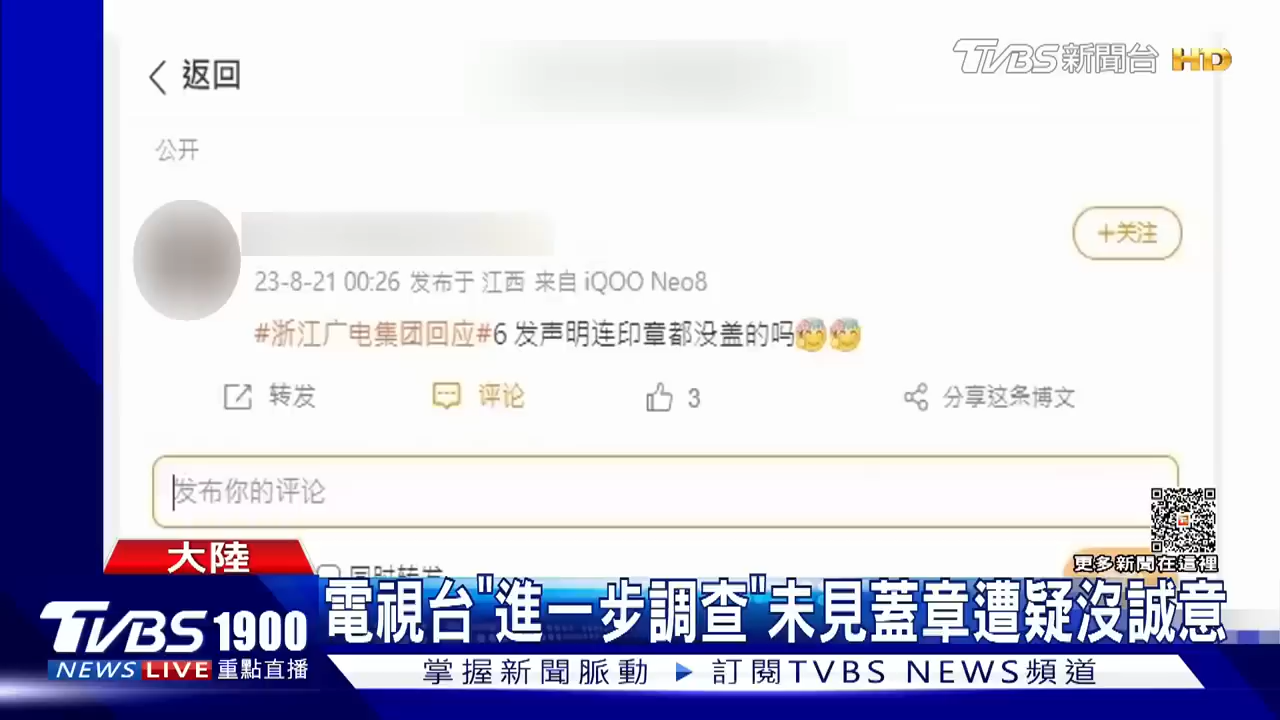 返回
TVBS新聞台 HD
公开
+关注
23-8-21 00:26 发布于 江西 来自 iQOO Neo8
#浙江广电集团回应#6 发声明连印章都没盖的吗
转发 评论 3 分享这条博文
发布你的评论
更多新聞在這裡
大陸
同时转发
電視台"進一步調查"未見蓋章遭疑沒誠意
TVBS 1900
NEWS LIVE 重點直播
掌握新聞脈動 ▶ 訂閱TVBS NEWS頻道